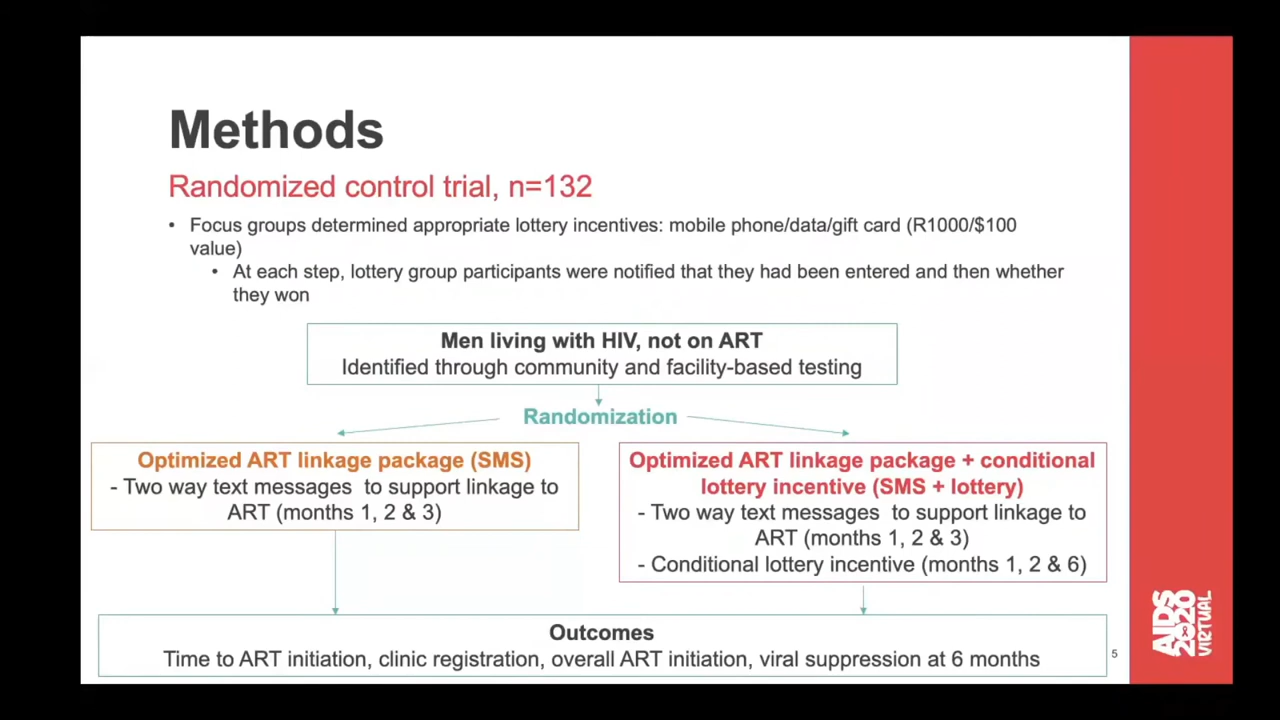 Methods
Randomized control trial, n=132
• Focus groups determined appropriate lottery incentives: mobile phone/data/gift card (R1000/$100
value)
• At each step, lottery group participants were notified that they had been entered and then whether
they won
Men living with HIV, not on ART
Identified through community and facility-based testing
Randomization
Optimized ART linkage package (SMS)
- Two way text messages to support linkage to
ART (months 1, 2 & 3)
Optimized ART linkage package + conditional
lottery incentive (SMS + lottery)
- Two way text messages to support linkage to
ART (months 1, 2 & 3)
- Conditional lottery incentive (months 1, 2 & 6)
Outcomes
Time to ART initiation, clinic registration, overall ART initiation, viral suppression at 6 months
5
AIDS
2020
VIRTUAL